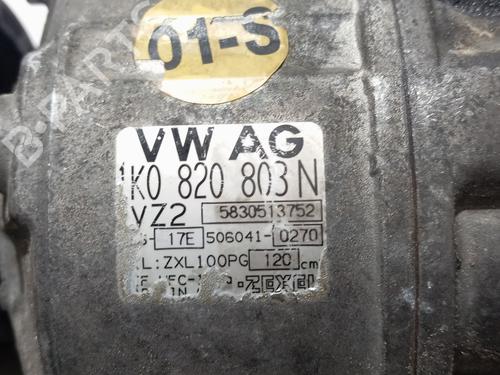 01-S
VW AG
1K0 820 803 N
VZ2 5830513752
17E 506041-0270
L:ZXL100PG 120 cm
ZEXEL
B-PARTS